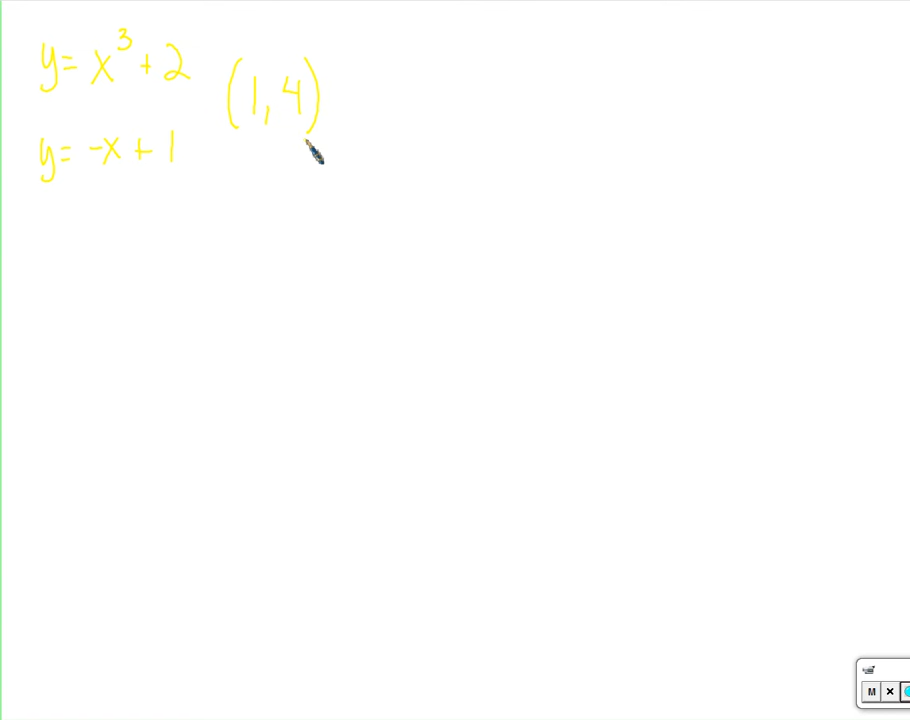 y = x³ + 2
(1, 4)
y = -x + 1
M